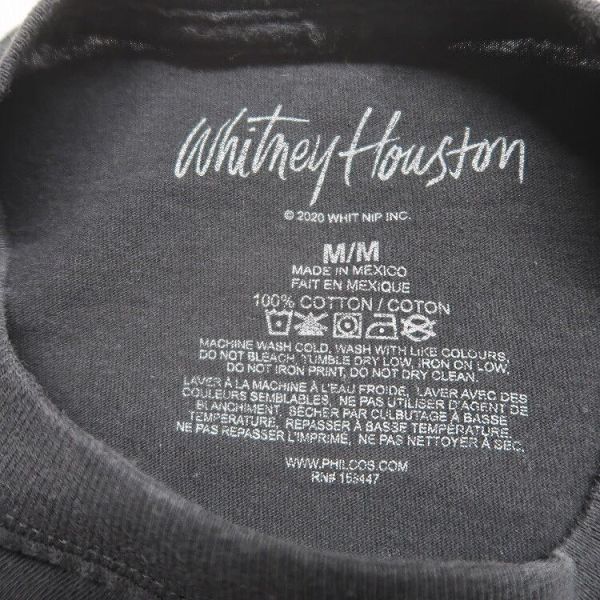 Whitney Houston
© 2020 WHIT NIP INC.
M/M
MADE IN MEXICO
FAIT EN MEXIQUE
100% COTTON / COTON
MACHINE WASH COLD, WASH WITH LIKE COLOURS,
DO NOT BLEACH, TUMBLE DRY LOW, IRON ON LOW,
DO NOT IRON PRINT, DO NOT DRY CLEAN.
LAVER À LA MACHINE À L'EAU FROIDE, LAVER AVEC DES
COULEURS SEMBLABLES, NE PAS UTILISER D'AGENT DE
BLANCHIMENT, SÉCHER PAR CULBUTAGE À BASSE
TEMPÉRATURE, REPASSER À BASSE TEMPÉRATURE,
NE PAS REPASSER L'IMPRIMÉ, NE PAS NETTOYER À SEC.
WWW.PHILCOS.COM
RN# 153447